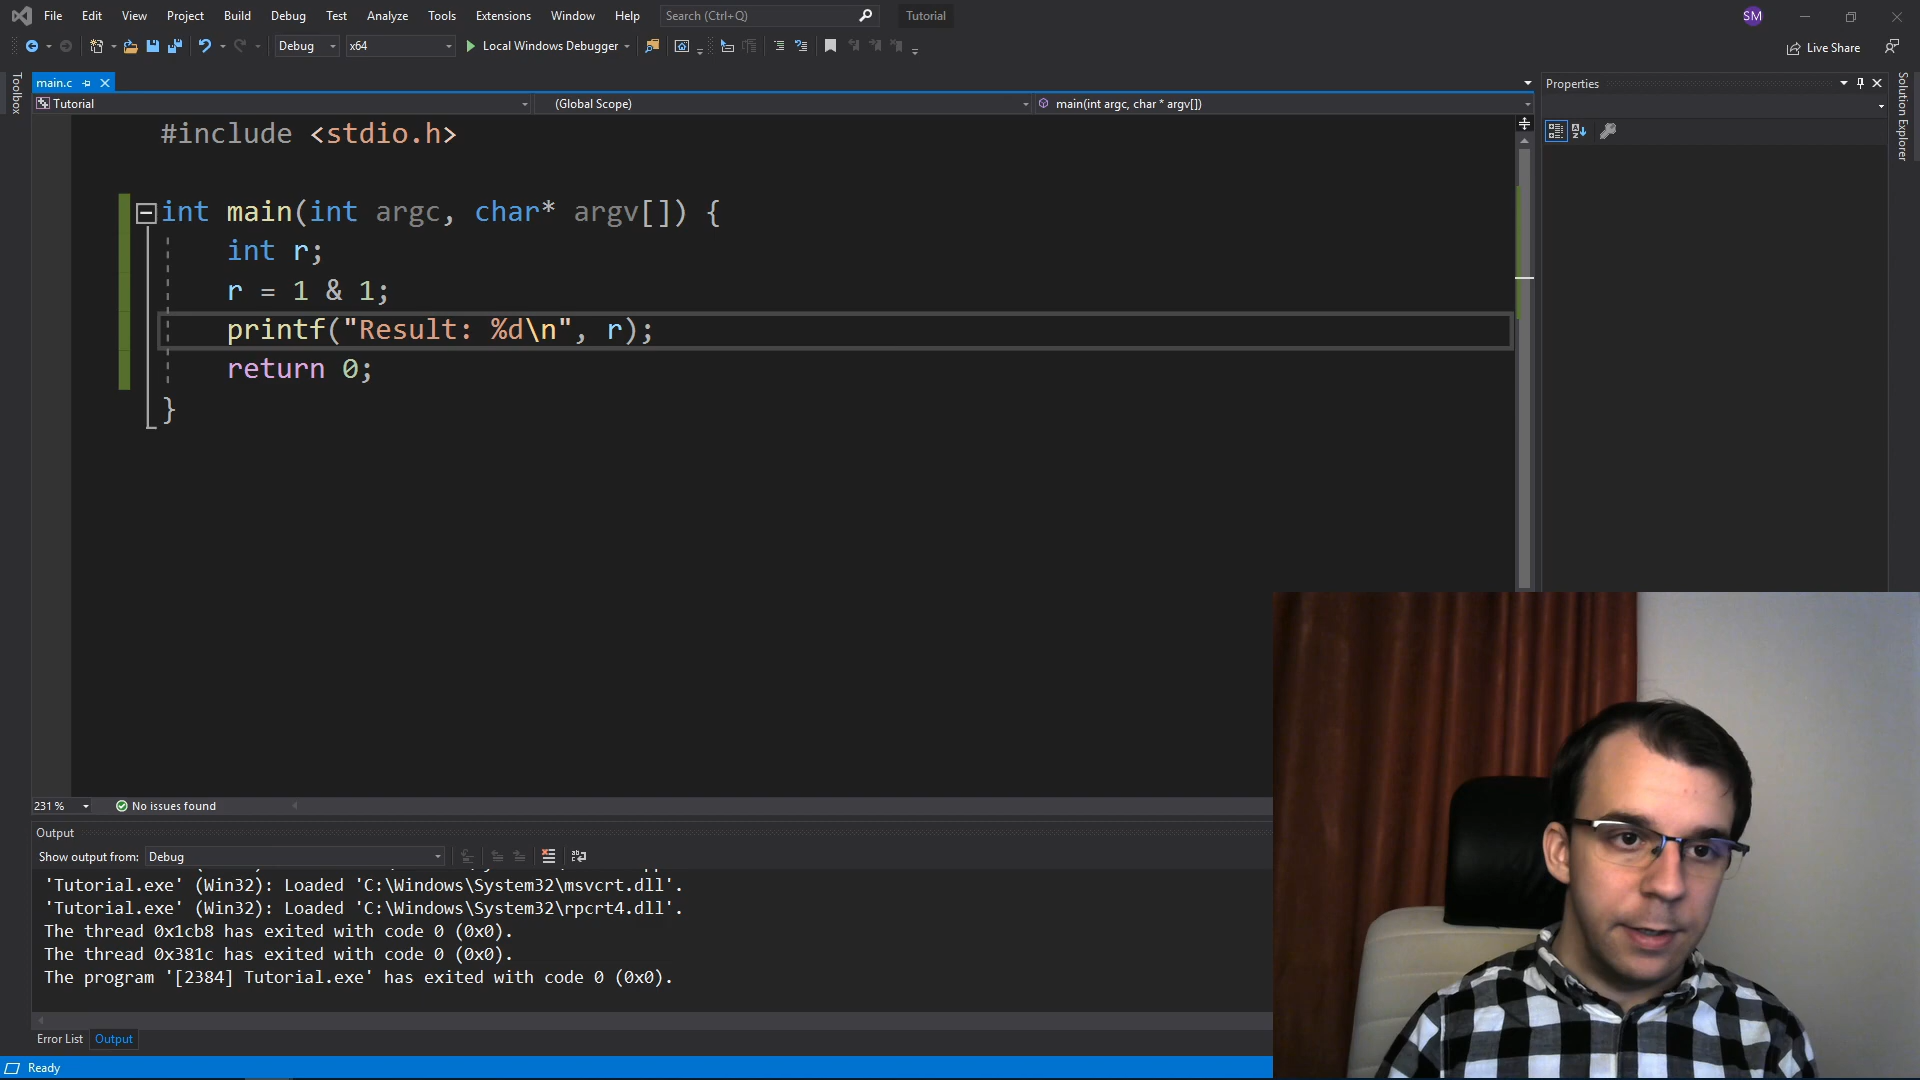 File Edit View Project Build Debug Test Analyze Tools Extensions Window Help Search (Ctrl+Q) Tutorial SM
Debug x64 Local Windows Debugger Live Share
Toolbox
main.c
Properties
Solution Explorer
Tutorial (Global Scope) main(int argc, char * argv[])
#include <stdio.h>
int main(int argc, char* argv[]) {
int r;
r = 1 & 1;
printf("Result: %d\n", r);
return 0;
}
231 % No issues found
Output
Show output from: Debug
'Tutorial.exe' (Win32): Loaded 'C:\Windows\System32\msvcrt.dll'.
'Tutorial.exe' (Win32): Loaded 'C:\Windows\System32\rpcrt4.dll'.
The thread 0x1cb8 has exited with code 0 (0x0).
The thread 0x381c has exited with code 0 (0x0).
The program '[2384] Tutorial.exe' has exited with code 0 (0x0).
Error List Output
Ready